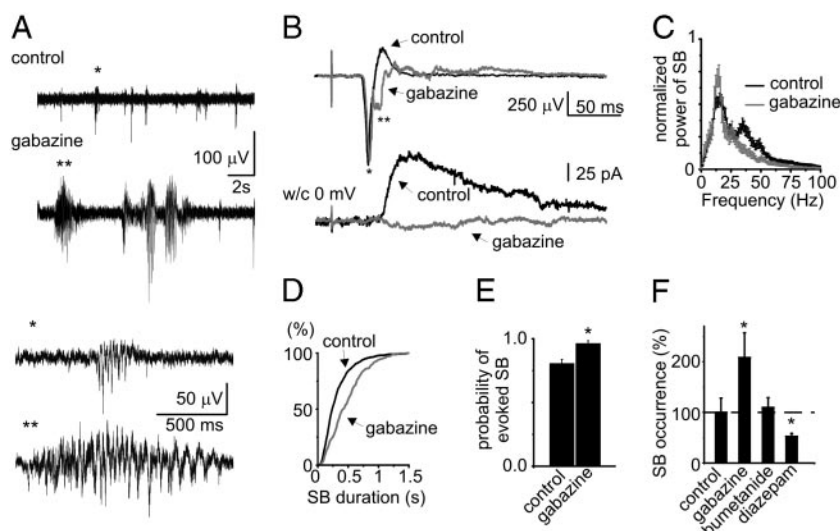 A
control
*
gabazine
**
100 µV
2s
*
50 µV
500 ms
**
B
control
gabazine
**
*
250 µV
50 ms
25 pA
w/c 0 mV
control
gabazine
C
normalized
power of SB
1
0
control
gabazine
0 25 50 75 100
Frequency (Hz)
D
(%)
100
50
0
control
gabazine
0 0.5 1.0 1.5
SB duration (s)
E
probability of
evoked SB
1.0
0.0
*
control
gabazine
F
SB occurrence (%)
200
100
0
*
*
control
gabazine
bumetanide
diazepam